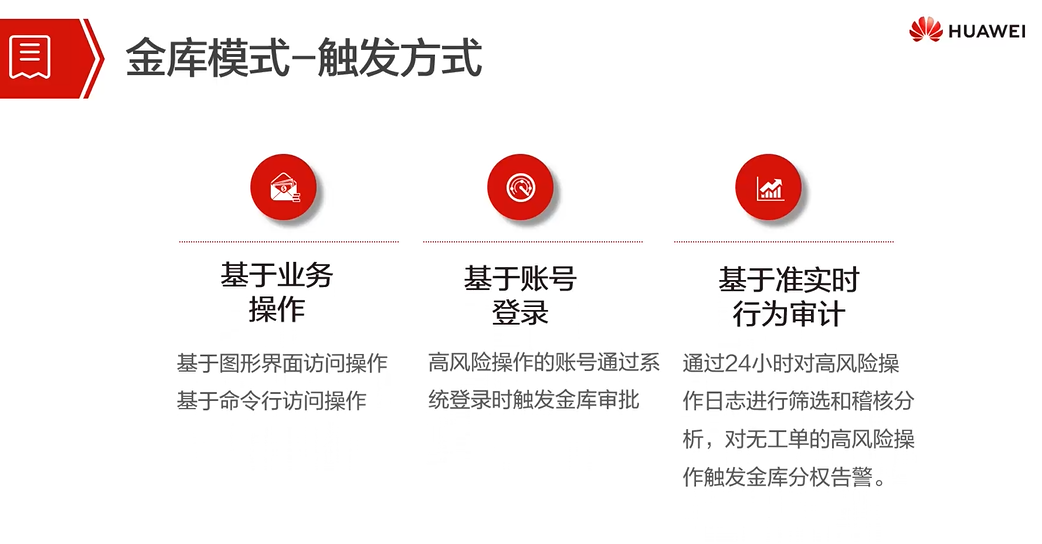 金库模式-触发方式
HUAWEI
基于业务
操作
基于图形界面访问操作
基于命令行访问操作
基于账号
登录
高风险操作的账号通过系
统登录时触发金库审批
基于准实时
行为审计
通过24小时对高风险操
作日志进行筛选和稽核分
析，对无工单的高风险操
作触发金库分权告警。